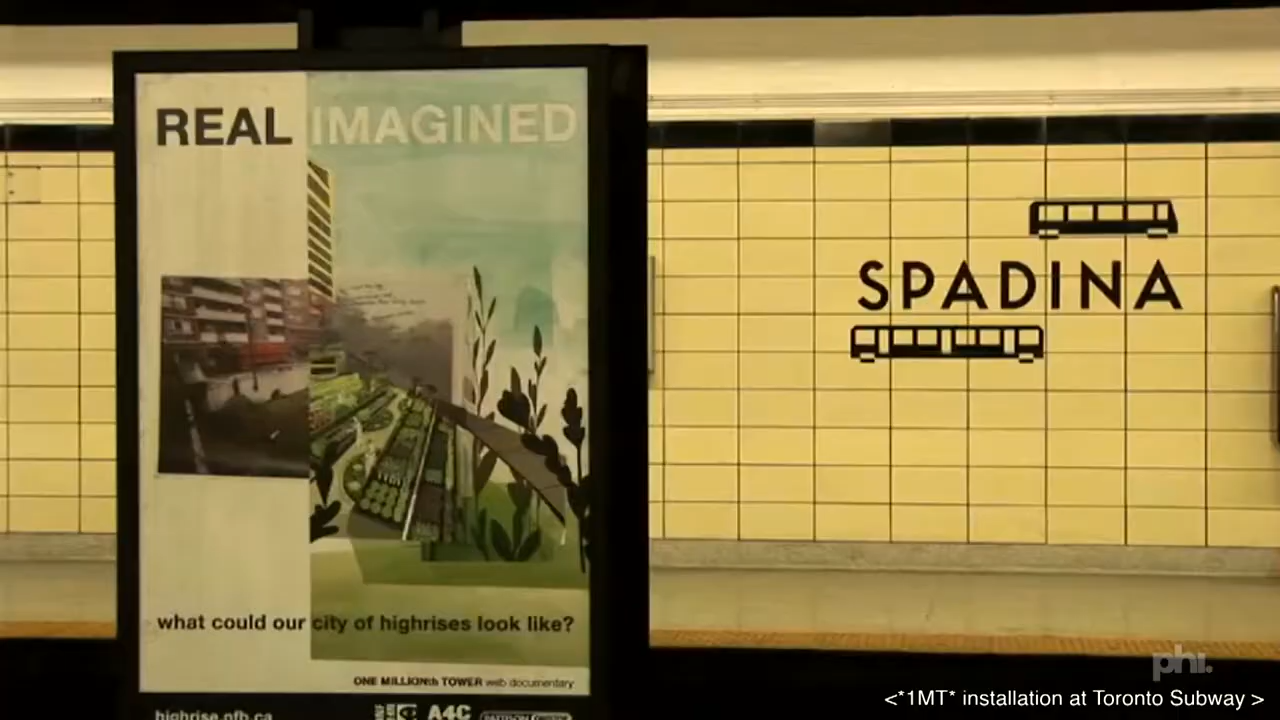 REAL IMAGINED
what could our city of highrises look like?
ONE MILLIONth TOWER web documentary
highrise.nfb.ca
A4C
SPADINA
phi.
<*1MT* installation at Toronto Subway >